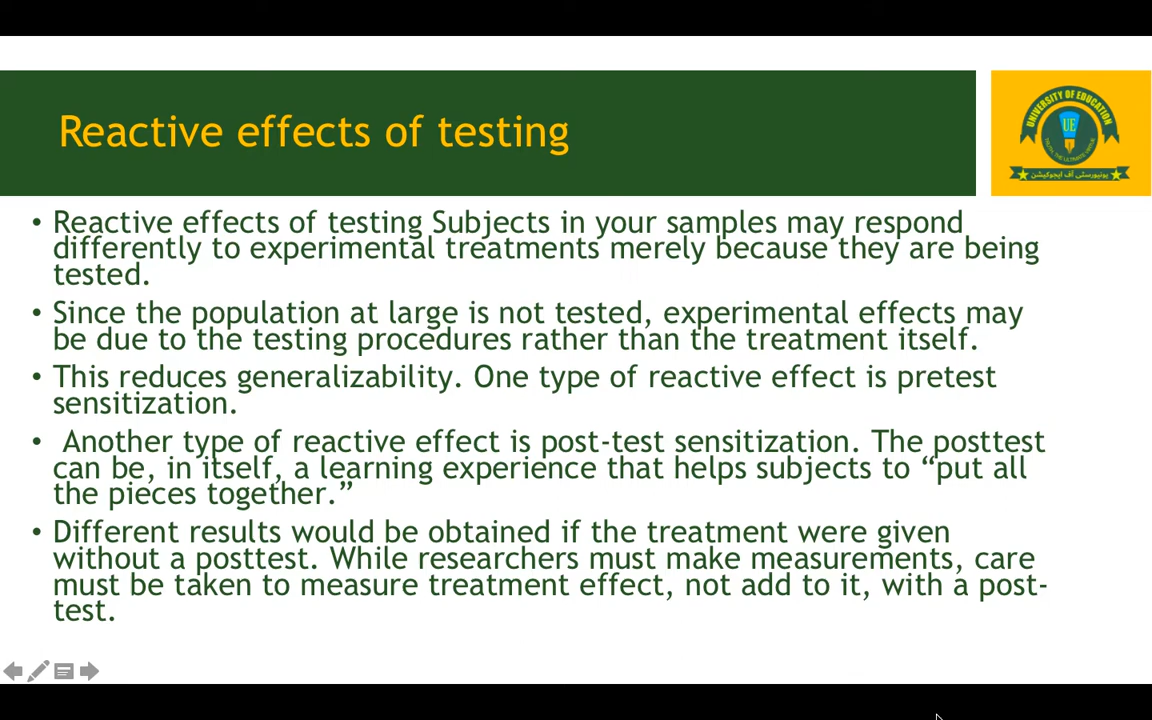 Reactive effects of testing
UNIVERSITY OF EDUCATION
UE
یونیورسٹی آف ایجوکیشن
• Reactive effects of testing Subjects in your samples may respond
differently to experimental treatments merely because they are being
tested.
• Since the population at large is not tested, experimental effects may
be due to the testing procedures rather than the treatment itself.
• This reduces generalizability. One type of reactive effect is pretest
sensitization.
• Another type of reactive effect is post-test sensitization. The posttest
can be, in itself, a learning experience that helps subjects to “put all
the pieces together.”
• Different results would be obtained if the treatment were given
without a posttest. While researchers must make measurements, care
must be taken to measure treatment effect, not add to it, with a post-
test.